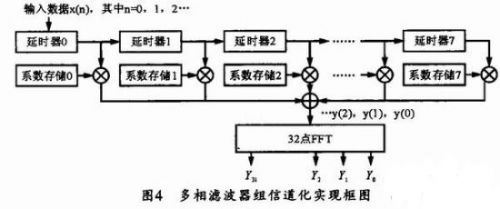 输入数据x(n)，其中n=0，1，2…
延时器0 延时器1 延时器2 …… 延时器7
系数存储0 系数存储1 系数存储2 …… 系数存储7
…y(2)，y(1)，y(0)
32点FFT
Y31 Y2 Y1 Y0
图4 多相滤波器组信道化实现框图